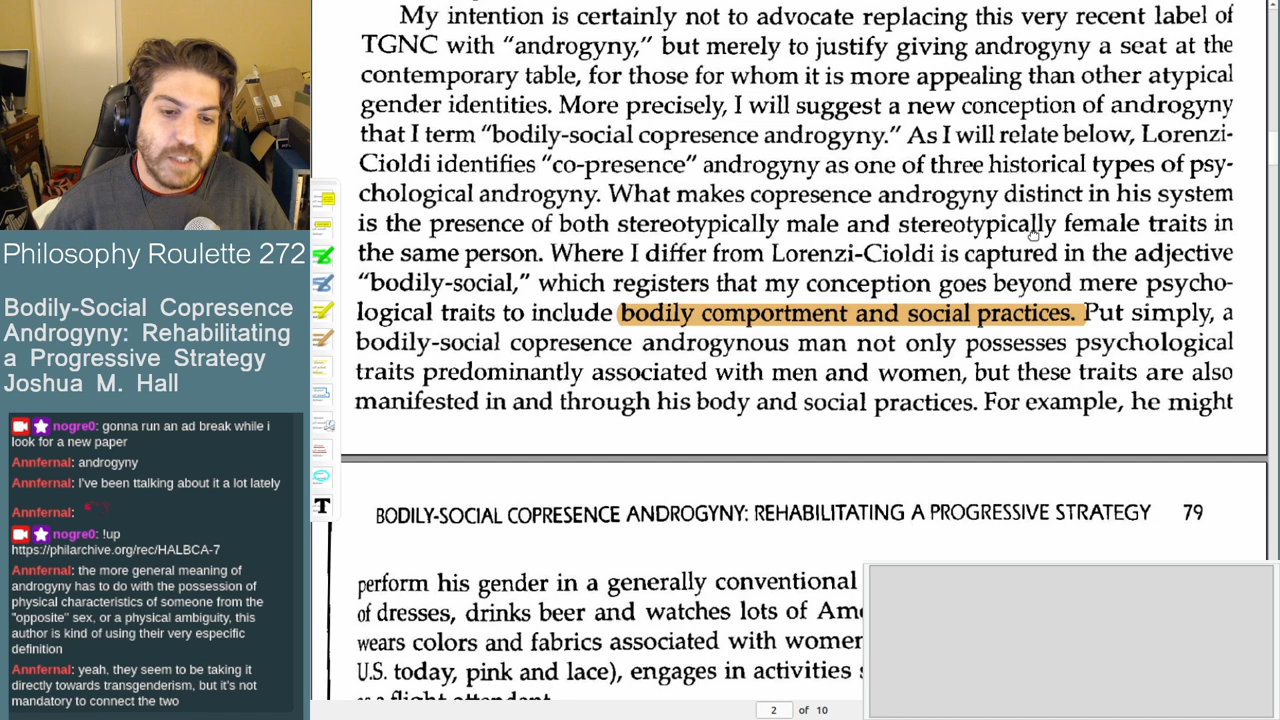 My intention is certainly not to advocate replacing this very recent label of
TGNC with “androgyny,” but merely to justify giving androgyny a seat at the
contemporary table, for those for whom it is more appealing than other atypical
gender identities. More precisely, I will suggest a new conception of androgyny
that I term “bodily-social copresence androgyny.” As I will relate below, Lorenzi-
Cioldi identifies “co-presence” androgyny as one of three historical types of psy-
chological androgyny. What makes copresence androgyny distinct in his system
is the presence of both stereotypically male and stereotypically female traits in
the same person. Where I differ from Lorenzi-Cioldi is captured in the adjective
“bodily-social,” which registers that my conception goes beyond mere psycho-
logical traits to include bodily comportment and social practices. Put simply, a
bodily-social copresence androgynous man not only possesses psychological
traits predominantly associated with men and women, but these traits are also
manifested in and through his body and social practices. For example, he might
BODILY-SOCIAL COPRESENCE ANDROGYNY: REHABILITATING A PROGRESSIVE STRATEGY 79
perform his gender in a generally conventional
of dresses, drinks beer and watches lots of Ame
wears colors and fabrics associated with women
U.S. today, pink and lace), engages in activities s
as a flight attendant
T
2 of 10
Philosophy Roulette 272
Bodily-Social Copresence
Androgyny: Rehabilitating
a Progressive Strategy
Joshua M. Hall
nogre0: gonna run an ad break while i
look for a new paper
Annfernal: androgyny
Annfernal: I've been ttalking about it a lot lately
Annfernal:
nogre0: !up
https://philarchive.org/rec/HALBCA-7
Annfernal: the more general meaning of
androgyny has to do with the possession of
physical characteristics of someone from the
"opposite" sex, or a physical ambiguity, this
author is kind of using their very especific
definition
Annfernal: yeah, they seem to be taking it
directly towards transgenderism, but it's not
mandatory to connect the two